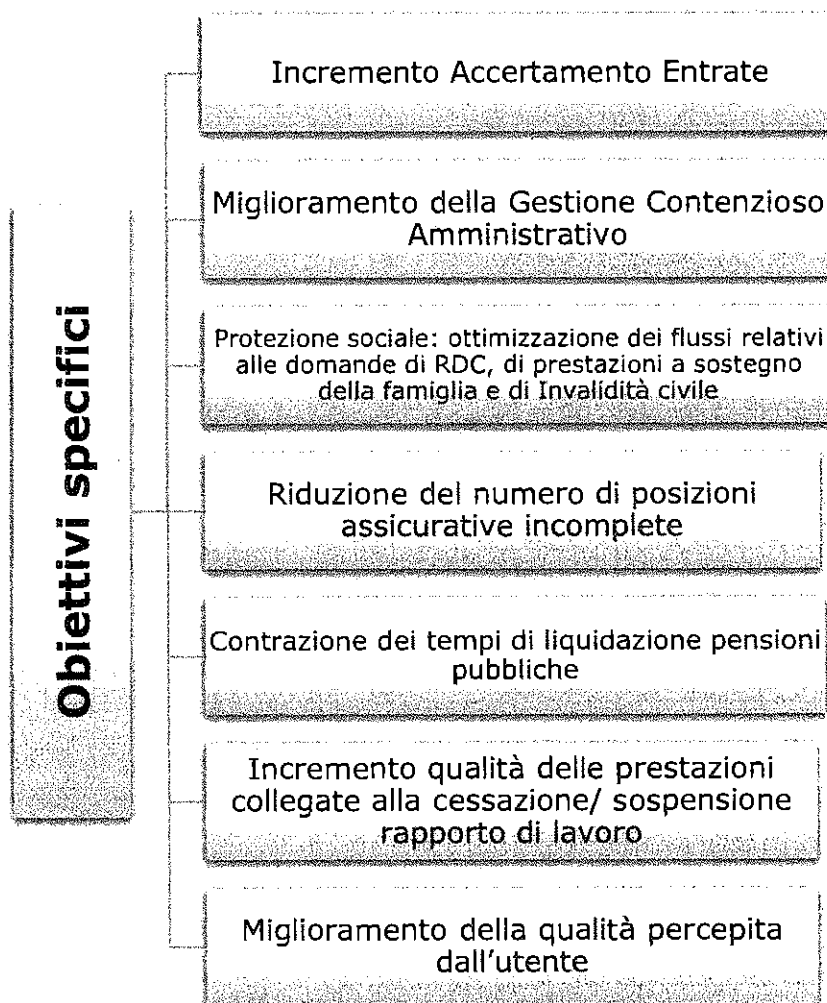 Obiettivi specifici
Incremento Accertamento Entrate
Miglioramento della Gestione Contenzioso
Amministrativo
Protezione sociale: ottimizzazione dei flussi relativi
alle domande di RDC, di prestazioni a sostegno
della famiglia e di Invalidità civile
Riduzione del numero di posizioni
assicurative incomplete
Contrazione dei tempi di liquidazione pensioni
pubbliche
Incremento qualità delle prestazioni
collegate alla cessazione/ sospensione
rapporto di lavoro
Miglioramento della qualità percepita
dall'utente